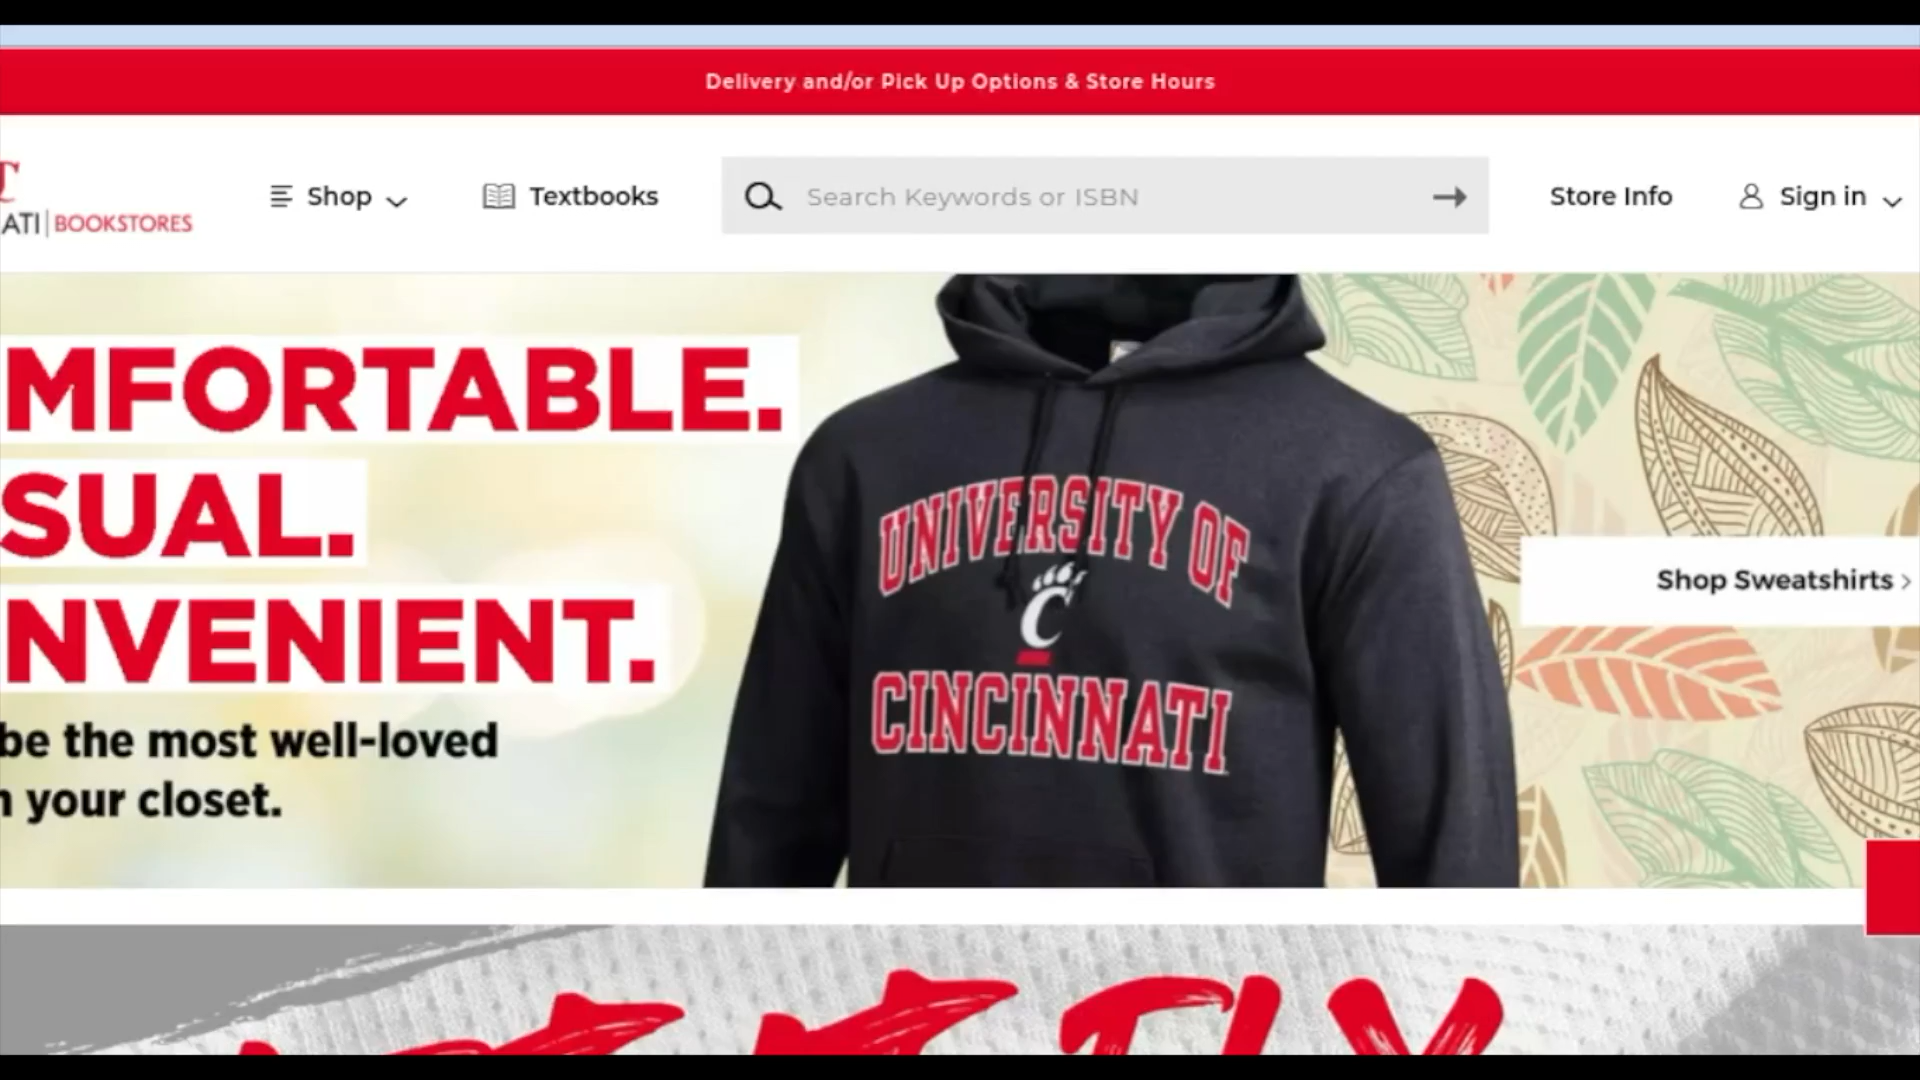 Delivery and/or Pick Up Options & Store Hours
Shop
Textbooks
Search Keywords or ISBN
Store Info
Sign in
ATI | BOOKSTORES
MFORTABLE.
SUAL.
NVENIENT.
be the most well-loved
your closet.
UNIVERSITY OF
C
CINCINNATI
Shop Sweatshirts >